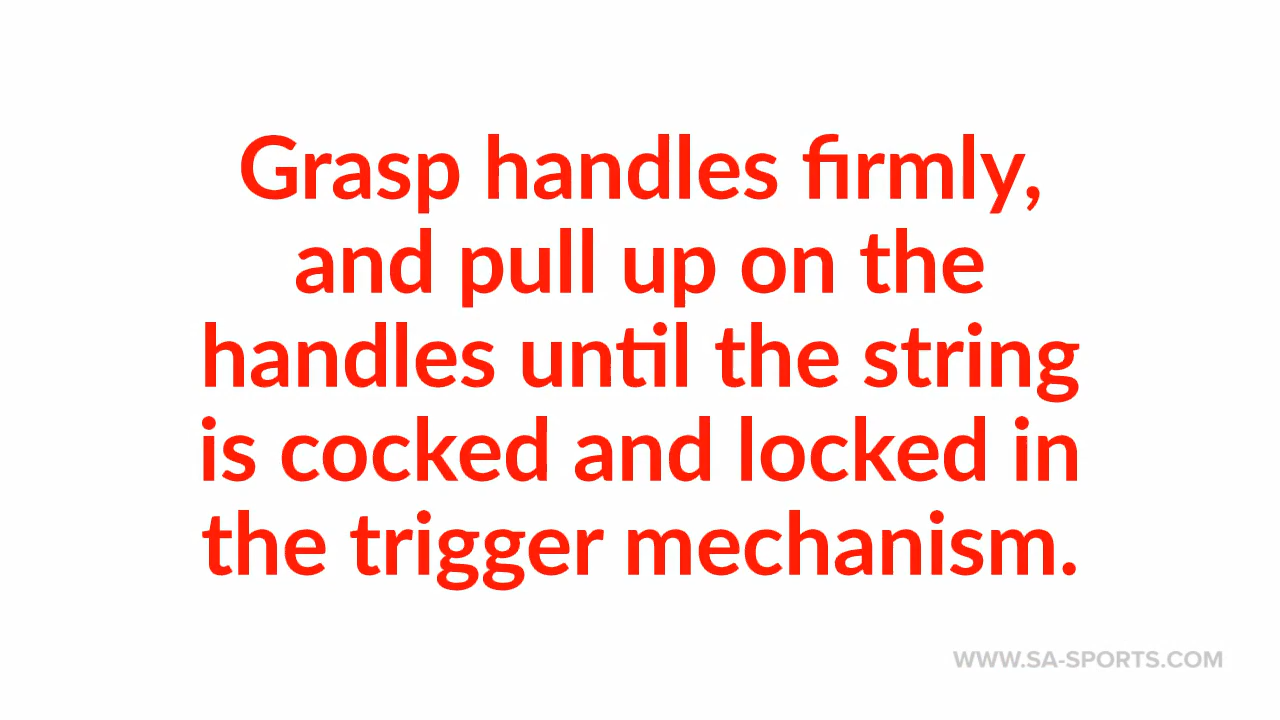 Grasp handles firmly,
and pull up on the
handles until the string
is cocked and locked in
the trigger mechanism.
WWW.SA-SPORTS.COM